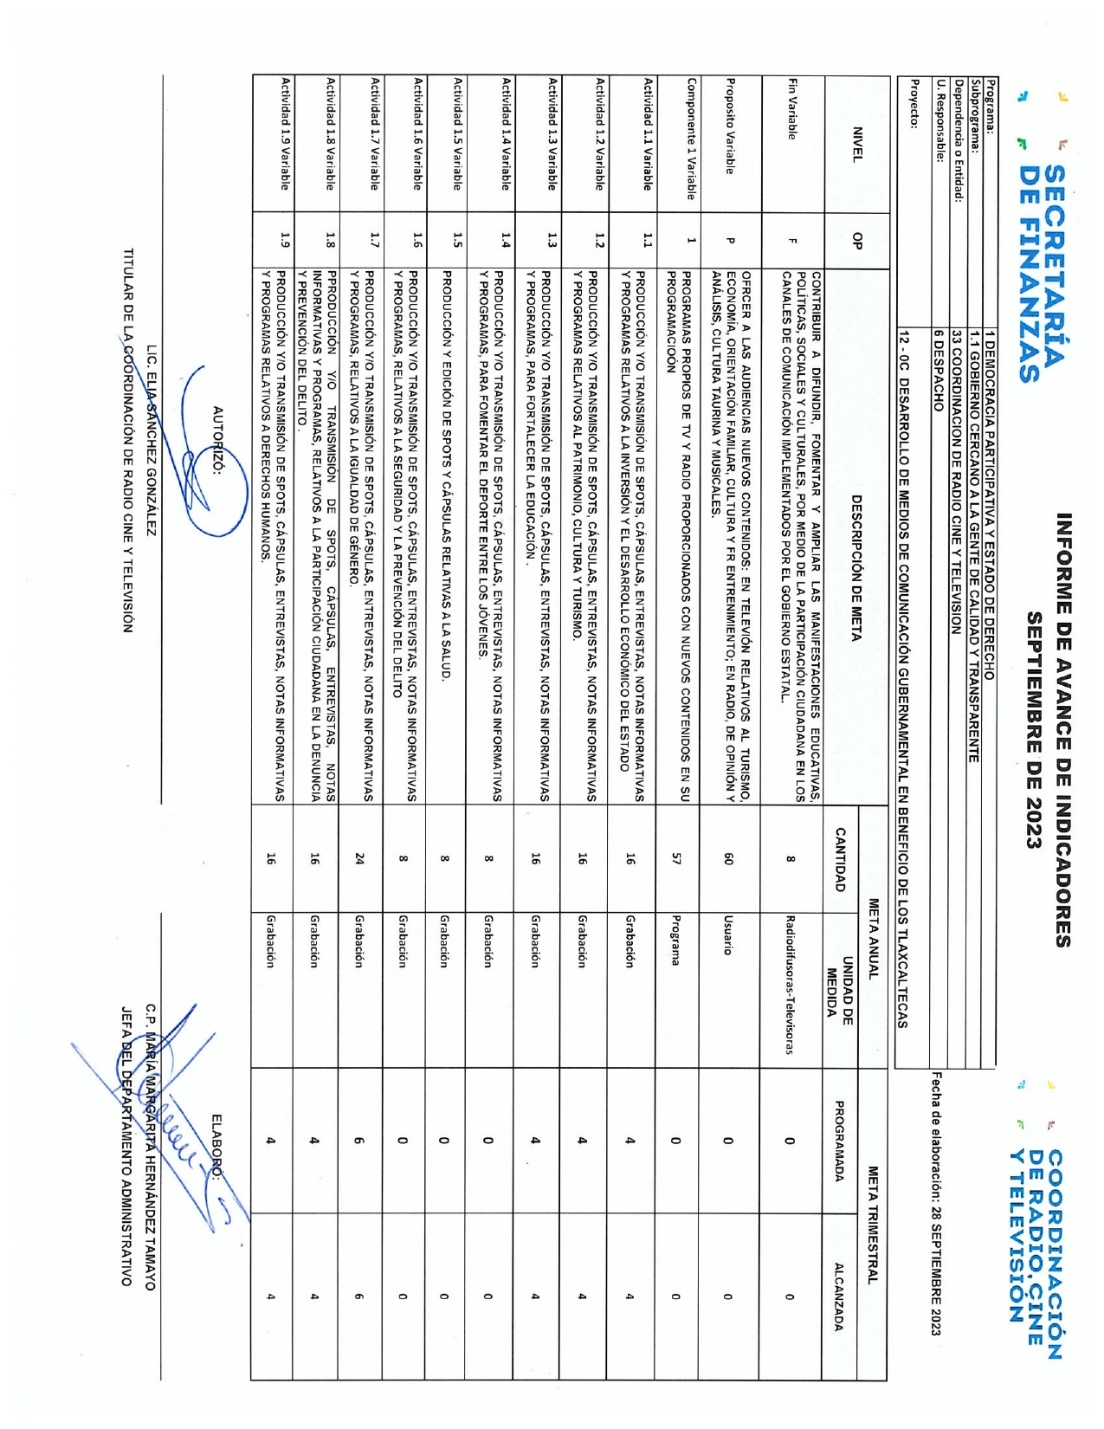 SECRETARÍA
DE FINANZAS
INFORME DE AVANCE DE INDICADORES
SEPTIEMBRE DE 2023
COORDINACIÓN
DE RADIO, CINE
Y TELEVISIÓN
Programa: 1 DEMOCRACIA PARTICIPATIVA Y ESTADO DE DERECHO
Subprograma: 1.1 GOBIERNO CERCANO A LA GENTE DE CALIDAD Y TRANSPARENTE
Dependencia o Entidad: 33 COORDINACION DE RADIO CINE Y TELEVISION
U. Responsable: 6 DESPACHO
Fecha de elaboración: 28 SEPTIEMBRE 2023
Proyecto: 12 - 0C DESARROLLO DE MEDIOS DE COMUNICACIÓN GUBERNAMENTAL EN BENEFICIO DE LOS TLAXCALTECAS
NIVEL OP DESCRIPCIÓN DE META META ANUAL META TRIMESTRAL
CANTIDAD UNIDAD DE MEDIDA PROGRAMADA ALCANZADA
Fin Variable F CONTRIBUIR A DIFUNDIR, FOMENTAR Y AMPLIAR LAS MANIFESTACIONES EDUCATIVAS,
POLÍTICAS, SOCIALES Y CULTURALES, POR MEDIO DE LA PARTICIPACIÓN CIUDADANA EN LOS
CANALES DE COMUNICACIÓN IMPLEMENTADOS POR EL GOBIERNO ESTATAL. 8 Radiodifusoras-Televisoras 0 0
Proposito Variable P OFRCER A LAS AUDIENCIAS NUEVOS CONTENIDOS: EN TELEVIÓN RELATIVOS AL TURISMO,
ECONOMÍA, ORIENTACIÓN FAMILIAR, CULTURA Y FR ENTRENIMIENTO; EN RADIO, DE OPINIÓN Y
ANÁLISIS, CULTURA TAURINA Y MUSICALES. 60 Usuario 0 0
Componente 1 Variable 1 PROGRAMAS PROPIOS DE TV Y RADIO PROPORCIONADOS CON NUEVOS CONTENIDOS EN SU
PROGRAMACIÓÓN 57 Programa 0 0
Actividad 1.1 Variable 1.1 PRODUCCIÓN Y/O TRANSMISIÓN DE SPOTS, CÁPSULAS, ENTREVISTAS, NOTAS INFORMATIVAS
Y PROGRAMAS RELATIVOS A LA INVERSIÓN Y EL DESARROLLO ECONÓMICO DEL ESTADO 16 Grabación 4 4
Actividad 1.2 Variable 1.2 PRODUCCIÓN Y/O TRANSMISIÓN DE SPOTS, CÁPSULAS, ENTREVISTAS, NOTAS INFORMATIVAS
Y PROGRAMAS RELATIVOS AL PATRIMONIO, CULTURA Y TURISMO. 16 Grabación 4 4
Actividad 1.3 Variable 1.3 PRODUCCIÓN Y/O TRANSMISIÓN DE SPOTS, CÁPSULAS, ENTREVISTAS, NOTAS INFORMATIVAS
Y PROGRAMAS, PARA FORTALECER LA EDUCACIÓN . 16 Grabación 4 4
Actividad 1.4 Variable 1.4 PRODUCCIÓN Y/O TRANSMISIÓN DE SPOTS, CÁPSULAS, ENTREVISTAS, NOTAS INFORMATIVAS
Y PROGRAMAS, PARA FOMENTAR EL DEPORTE ENTRE LOS JÓVENES. 8 Grabación 0 0
Actividad 1.5 Variable 1.5 PRODUCCIÓN Y EDICIÓN DE SPOTS Y CÁPSULAS RELATIVAS A LA SALUD. 8 Grabación 0 0
Actividad 1.6 Variable 1.6 PRODUCCIÓN Y/O TRANSMISIÓN DE SPOTS, CÁPSULAS, ENTREVISTAS, NOTAS INFORMATIVAS
Y PROGRAMAS, RELATIVOS A LA SEGURIDAD Y LA PREVENCIÓN DEL DELITO 8 Grabación 0 0
Actividad 1.7 Variable 1.7 PRODUCCIÓN Y/O TRANSMISIÓN DE SPOTS, CÁPSULAS, ENTREVISTAS, NOTAS INFORMATIVAS
Y PROGRAMAS, RELATIVOS A LA IGUALDAD DE GÉNERO. 24 Grabación 6 6
Actividad 1.8 Variable 1.8 PPRODUCCIÓN Y/O TRANSMISIÓN DE SPOTS, CÁPSULAS, ENTREVISTAS, NOTAS
INFORMATIVAS Y PROGRAMAS, RELATIVOS A LA PARTICIPACIÓN CIUDADANA EN LA DENUNCIA
Y PREVENCIÓN DEL DELITO . 16 Grabación 4 4
Actividad 1.9 Variable 1.9 PRODUCCIÓN Y/O TRANSMISIÓN DE SPOTS, CÁPSULAS, ENTREVISTAS, NOTAS INFORMATIVAS
Y PROGRAMAS RELATIVOS A DERECHOS HUMANOS. 16 Grabación 4 4
AUTORIZÓ:
LIC. ELIA SÁNCHEZ GONZÁLEZ
TITULAR DE LA COORDINACIÓN DE RADIO CINE Y TELEVISIÓN
ELABORÓ:
C.P. MARÍA MARGARITA HERNÁNDEZ TAMAYO
JEFA DEL DEPARTAMENTO ADMINISTRATIVO